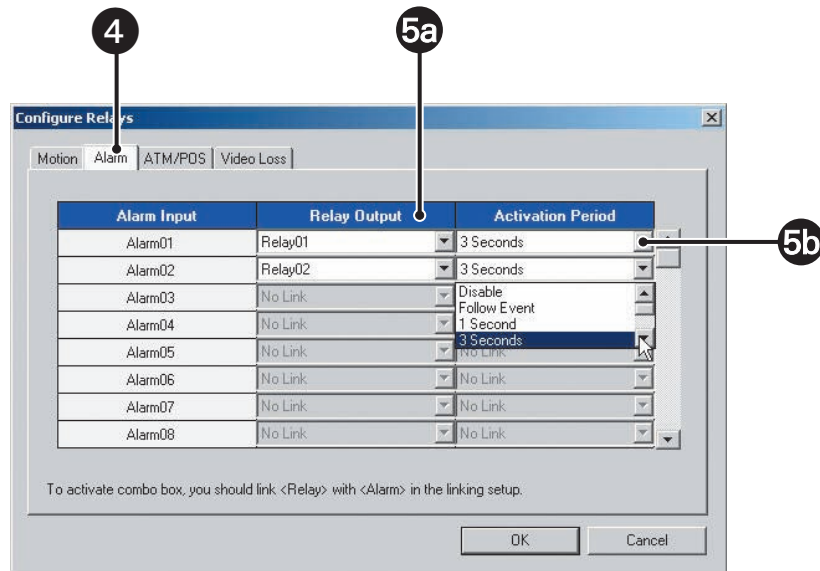 4
5a
Configure Relays
Motion Alarm ATM/POS Video Loss
Alarm Input Relay Output Activation Period
Alarm01 Relay01 3 Seconds
5b
Alarm02 Relay02 3 Seconds
Alarm03 No Link Disable
Follow Event
Alarm04 No Link 1 Second
3 Seconds
Alarm05 No Link No Link
Alarm06 No Link No Link
Alarm07 No Link No Link
Alarm08 No Link No Link
To activate combo box, you should link <Relay> with <Alarm> in the linking setup.
OK Cancel